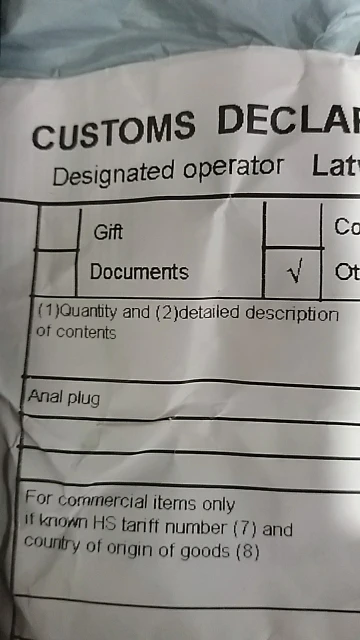 CUSTOMS DECLA
Designated operator Lat
Gift
Co
Documents
√
Ot
(1)Quantity and (2)detailed description
of contents
Anal plug
For commercial items only
If known HS tariff number (7) and
country of origin of goods (8)